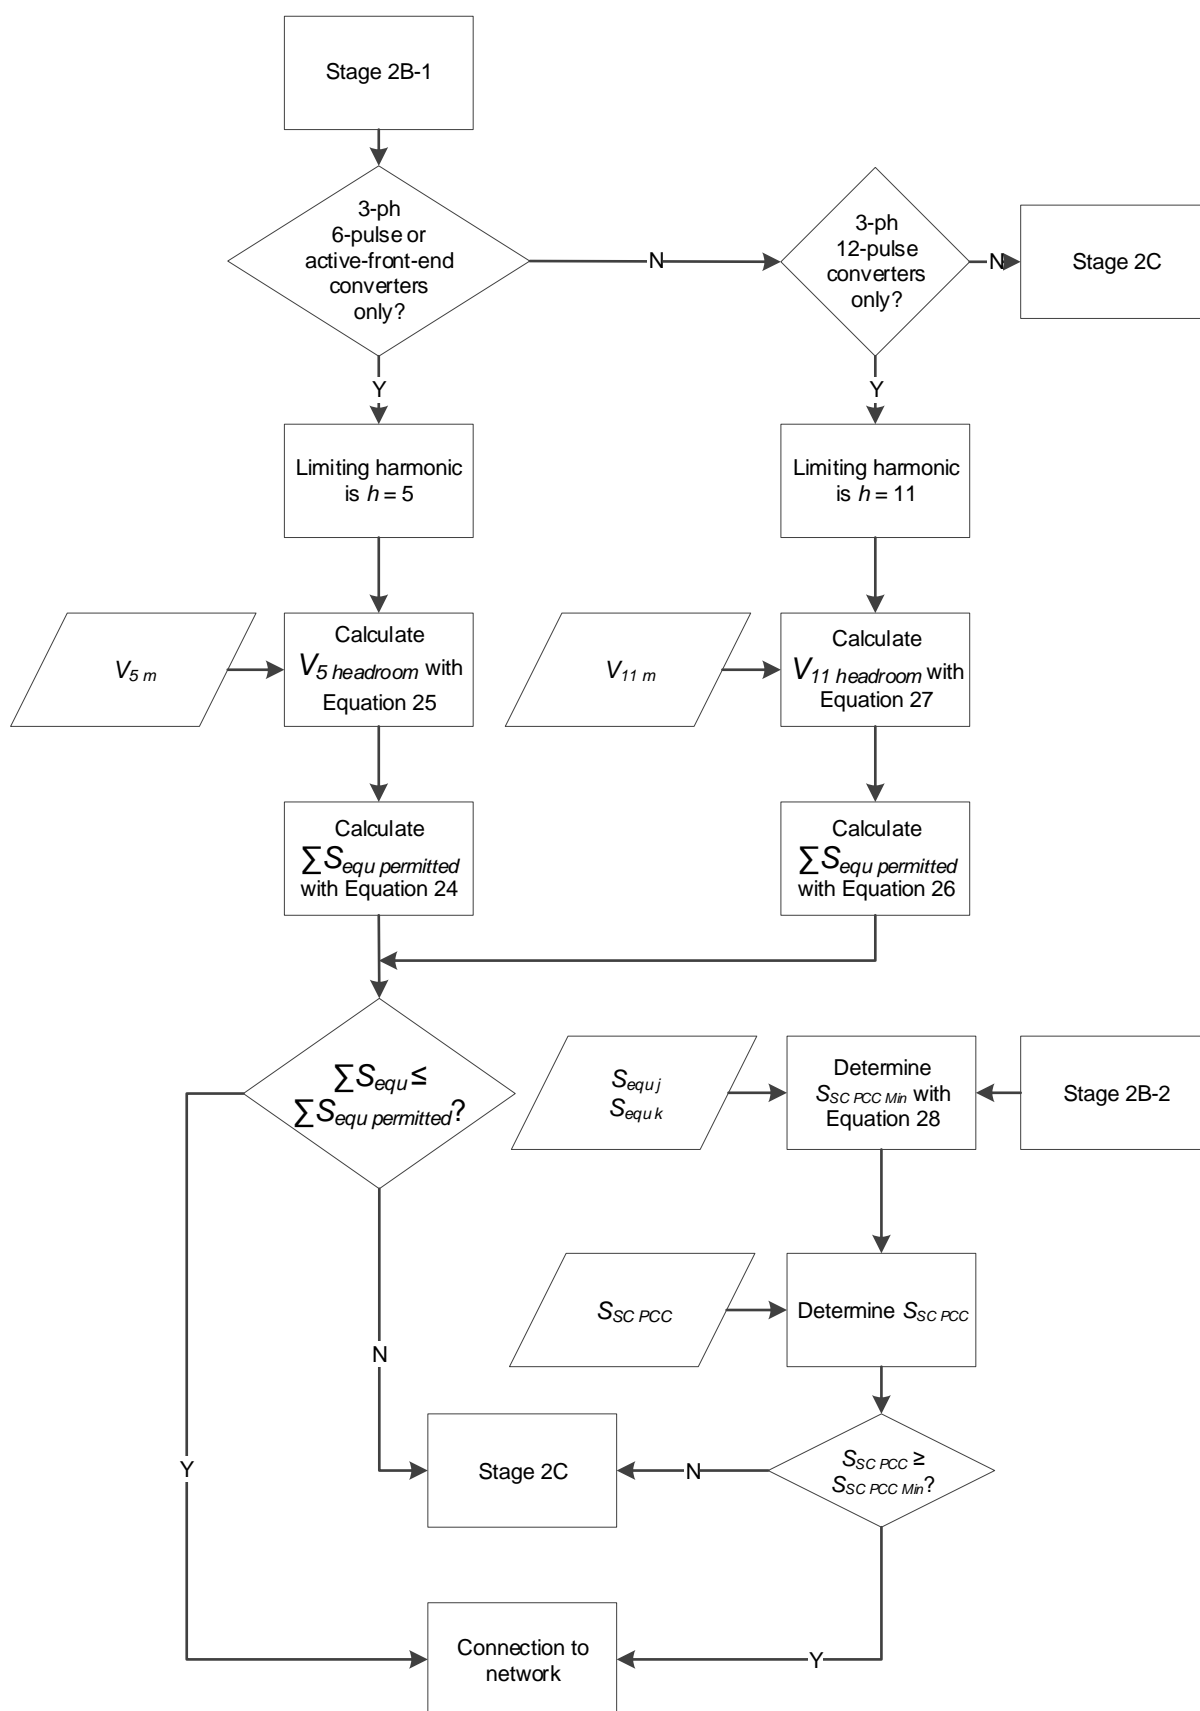 Stage 2B-1
3-ph
6-pulse or
active-front-end
converters
only?
N
3-ph
12-pulse
converters
only?
N
Stage 2C
Y
Y
Limiting harmonic
is h = 5
Limiting harmonic
is h = 11
V5 m
Calculate
V5 headroom with
Equation 25
V11 m
Calculate
V11 headroom with
Equation 27
Calculate
∑Sequ permitted
with Equation 24
Calculate
∑Sequ permitted
with Equation 26
∑Sequ ≤
∑Sequ permitted?
Sequ j
Sequ k
Determine
SSC PCC Min with
Equation 28
Stage 2B-2
SSC PCC
Determine SSC PCC
N
Y
Stage 2C
N
SSC PCC ≥
SSC PCC Min?
Connection to
network
Y